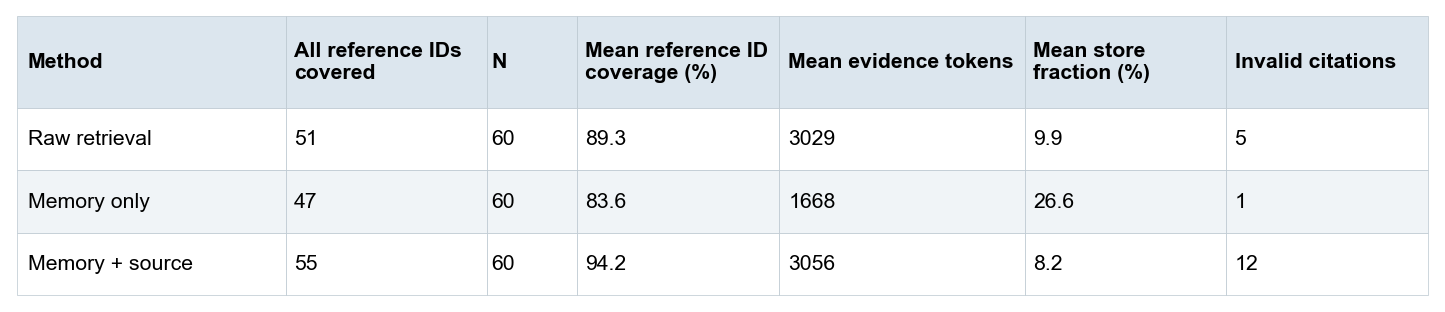 Method All reference IDs covered N Mean reference ID coverage (%) Mean evidence tokens Mean store fraction (%) Invalid citations
Raw retrieval 51 60 89.3 3029 9.9 5
Memory only 47 60 83.6 1668 26.6 1
Memory + source 55 60 94.2 3056 8.2 12